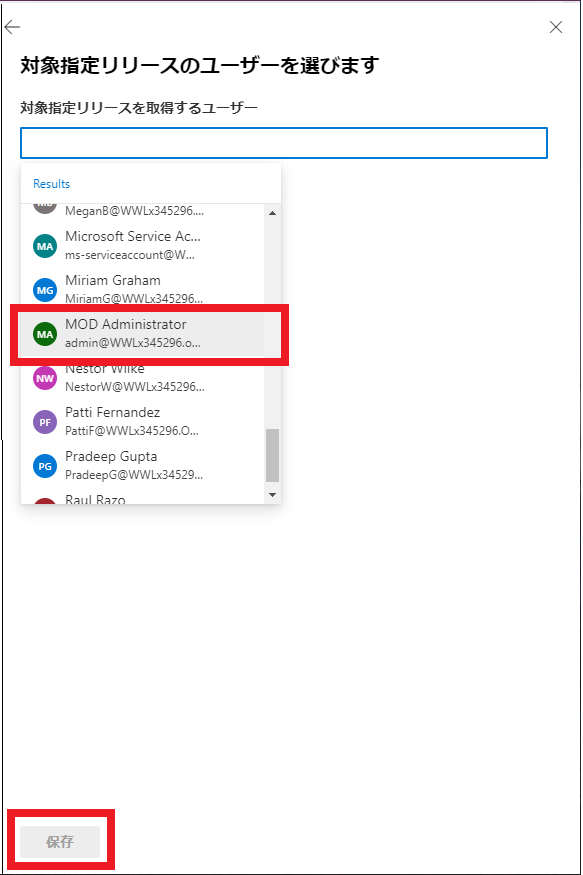 対象指定リリースのユーザーを選びます
対象指定リリースを取得するユーザー
Results
MeganB@WWLx345296....
MA
Microsoft Service Ac...
ms-serviceaccount@W...
MG
Miriam Graham
MiriamG@WWLx345296...
MA
MOD Administrator
admin@WWLx345296.o...
NW
Nestor Wilke
NestorW@WWLx345296...
PF
Patti Fernandez
PattiF@WWLx345296.O...
PG
Pradeep Gupta
PradeepG@WWLx34529...
Raul Razo
保存